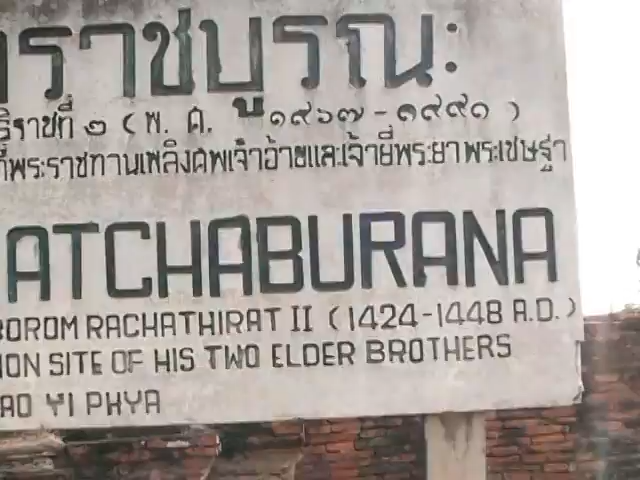 ราชบูรณะ
ธิราชที่ ๒ ( พ. ศ. ๑๙๖๗ - ๑๙๙๑ )
ที่พระราชทานเพลิงศพเจ้าอ้ายและเจ้ายี่พระยาพระเชษฐา
ATCHABURANA
BOROM RACHATHIRAT II ( 1424-1448 A.D. )
ION SITE OF HIS TWO ELDER BROTHERS
AO YI PHYA